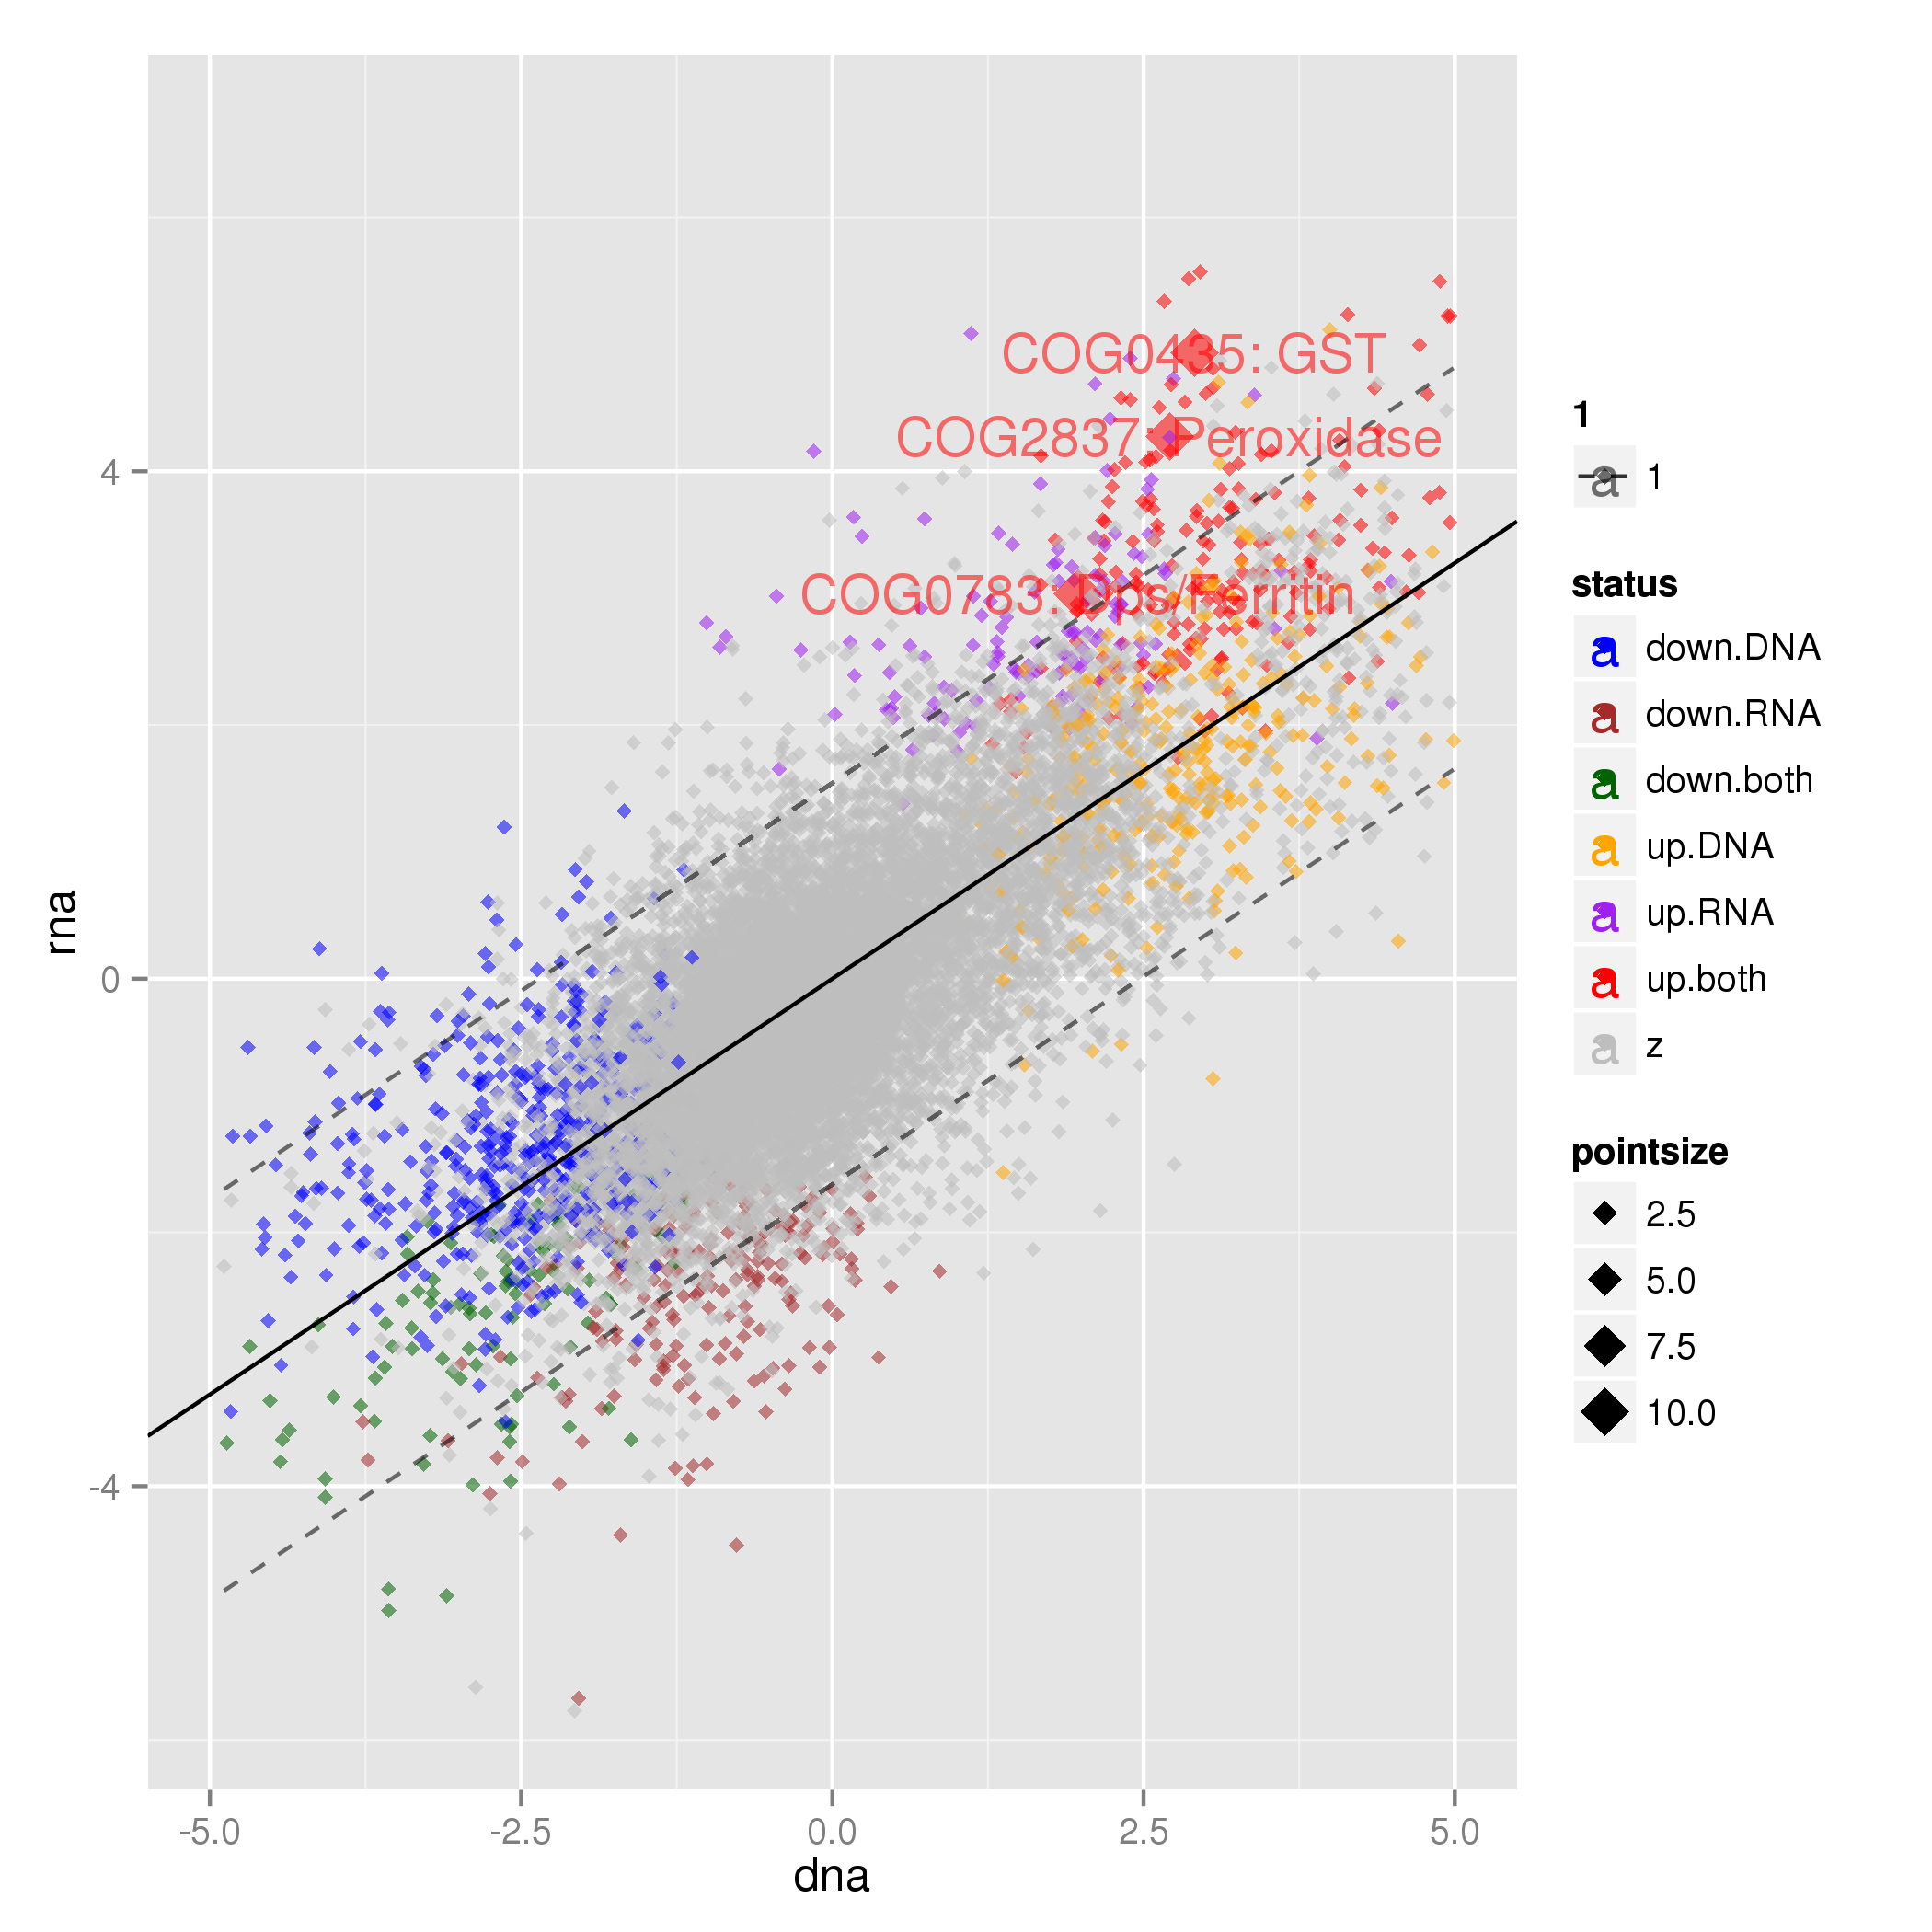 COG0435: GST
COG2837: Peroxidase
COG0783: Dps/Ferritin
4
0
-4
rna
-5.0
-2.5
0.0
2.5
5.0
dna
1
a 1
status
a down.DNA
a down.RNA
a down.both
a up.DNA
a up.RNA
a up.both
a z
pointsize
2.5
5.0
7.5
10.0